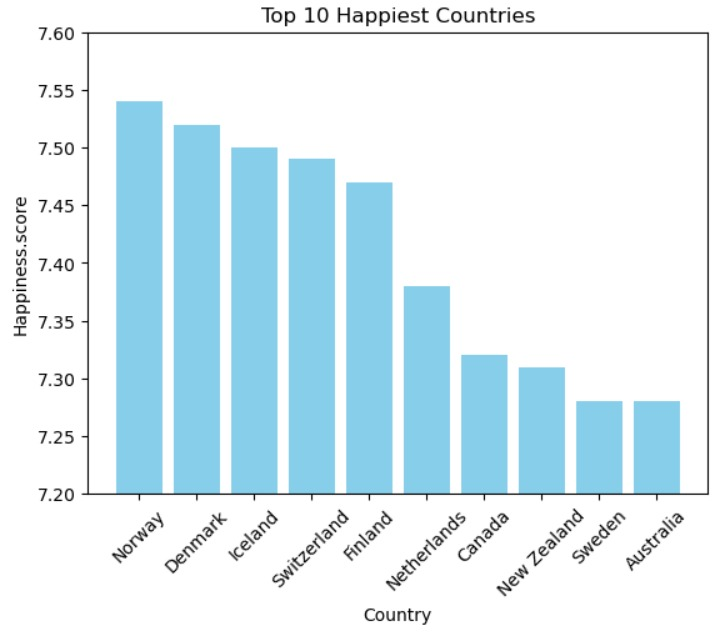 Top 10 Happiest Countries
7.60
7.55
7.50
7.45
7.40
7.35
7.30
7.25
7.20
Happiness.score
Norway
Denmark
Iceland
Switzerland
Finland
Netherlands
Canada
New Zealand
Sweden
Australia
Country